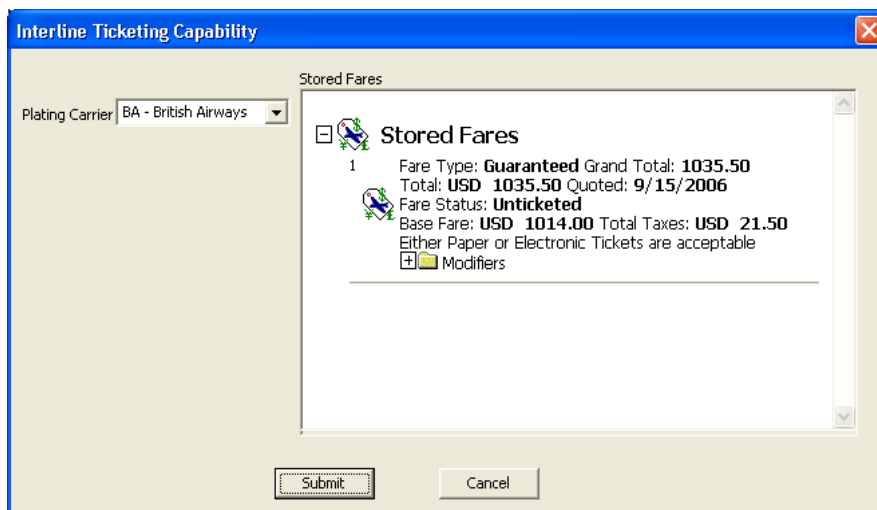 Interline Ticketing Capability
Stored Fares
Plating Carrier BA - British Airways
Stored Fares
1 Fare Type: Guaranteed Grand Total: 1035.50
Total: USD 1035.50 Quoted: 9/15/2006
Fare Status: Unticketed
Base Fare: USD 1014.00 Total Taxes: USD 21.50
Either Paper or Electronic Tickets are acceptable
Modifiers
Submit Cancel